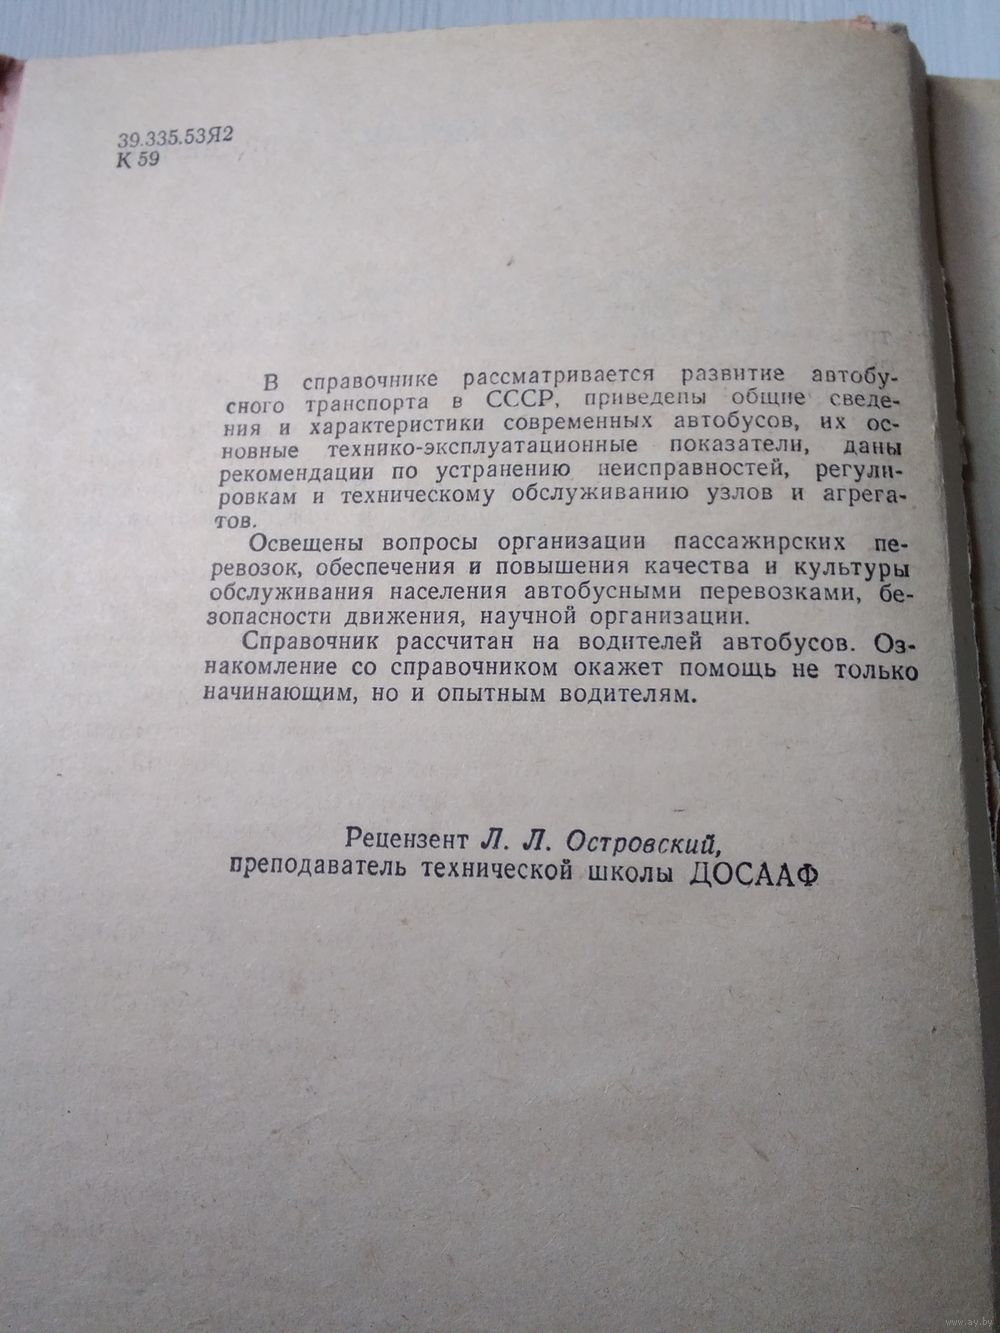 39.335.53Я2
К 59
В справочнике рассматривается развитие автобу-
сного транспорта в СССР, приведены общие сведе-
ния и характеристики современных автобусов, их ос-
новные технико-эксплуатационные показатели, даны
рекомендации по устранению неисправностей, регули-
ровкам и техническому обслуживанию узлов и агрега-
тов.
Освещены вопросы организации пассажирских пе-
ревозок, обеспечения и повышения качества и культуры
обслуживания населения автобусными перевозками, бе-
зопасности движения, научной организации.
Справочник рассчитан на водителей автобусов. Оз-
накомление со справочником окажет помощь не только
начинающим, но и опытным водителям.
Рецензент Л. Л. Островский,
преподаватель технической школы ДОСААФ
www.ay.by